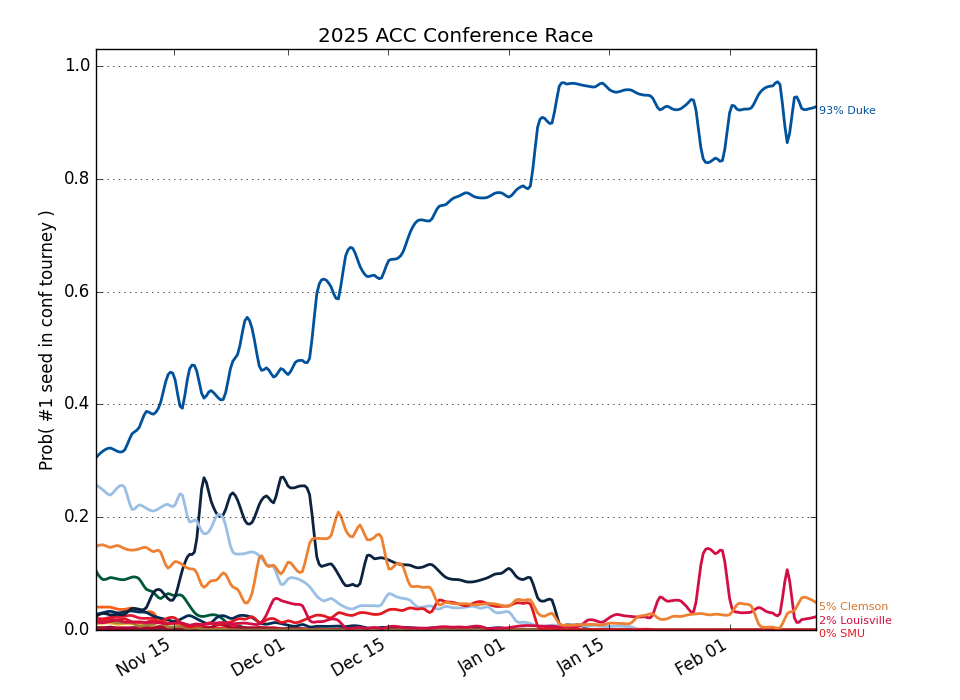 2025 ACC Conference Race
Prob( #1 seed in conf tourney )
1.0
0.8
0.6
0.4
0.2
0.0
Nov 15
Dec 01
Dec 15
Jan 01
Jan 15
Feb 01
93% Duke
5% Clemson
2% Louisville
0% SMU